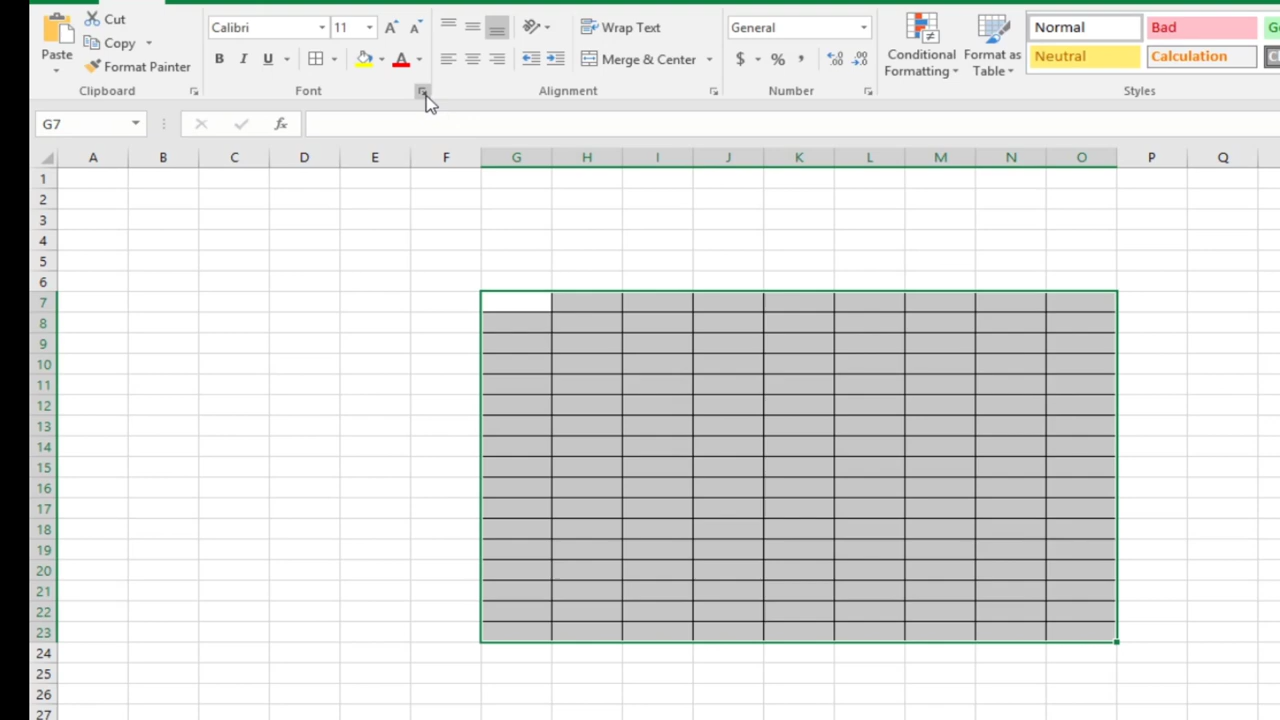 Cut
Copy
Paste
Format Painter
Clipboard
Calibri 11 A A
B I U A
Font
Wrap Text
Merge & Center
Alignment
General
$ % ,
Number
Conditional
Formatting
Format as
Table
Normal Bad
Neutral Calculation
Styles
G7 fx
A B C D E F G H I J K L M N O P Q
1
2
3
4
5
6
7
8
9
10
11
12
13
14
15
16
17
18
19
20
21
22
23
24
25
26
27